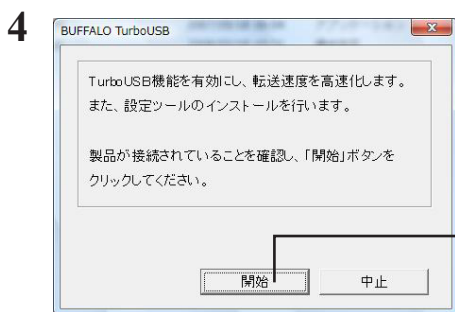 4
BUFFALO TurboUSB
TurboUSB機能を有効にし、転送速度を高速化します。
また、設定ツールのインストールを行います。
製品が接続されていることを確認し、「開始」ボタンを
クリックしてください。
開始
中止